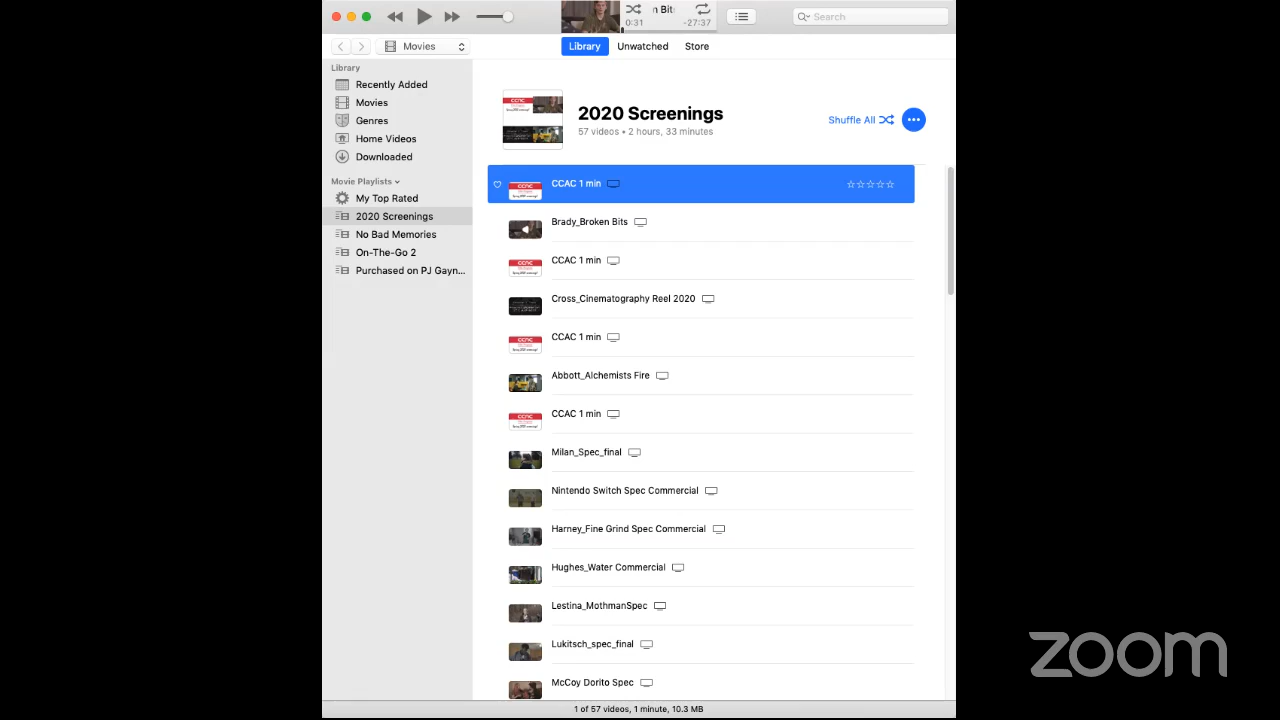 n Bit
0:31
-27:37
Search
Movies
Library
Unwatched
Store
Library
Recently Added
Movies
Genres
Home Videos
Downloaded
Movie Playlists
My Top Rated
2020 Screenings
No Bad Memories
On-The-Go 2
Purchased on PJ Gayn...
2020 Screenings
57 videos • 2 hours, 33 minutes
Shuffle All
CCAC 1 min
Brady_Broken Bits
CCAC 1 min
Cross_Cinematography Reel 2020
CCAC 1 min
Abbott_Alchemists Fire
CCAC 1 min
Milan_Spec_final
Nintendo Switch Spec Commercial
Harney_Fine Grind Spec Commercial
Hughes_Water Commercial
Lestina_MothmanSpec
Lukitsch_spec_final
McCoy Dorito Spec
1 of 57 videos, 1 minute, 10.3 MB
zoom